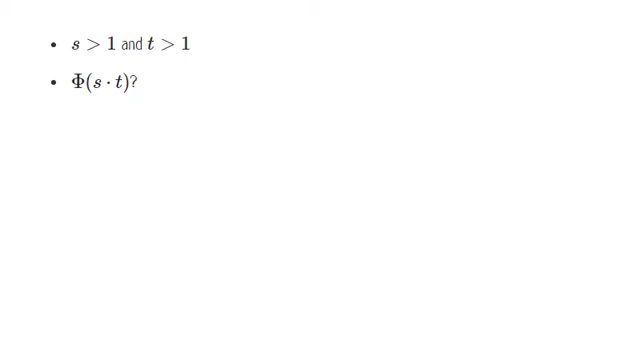 • s > 1 and t > 1
• Φ(s · t)?